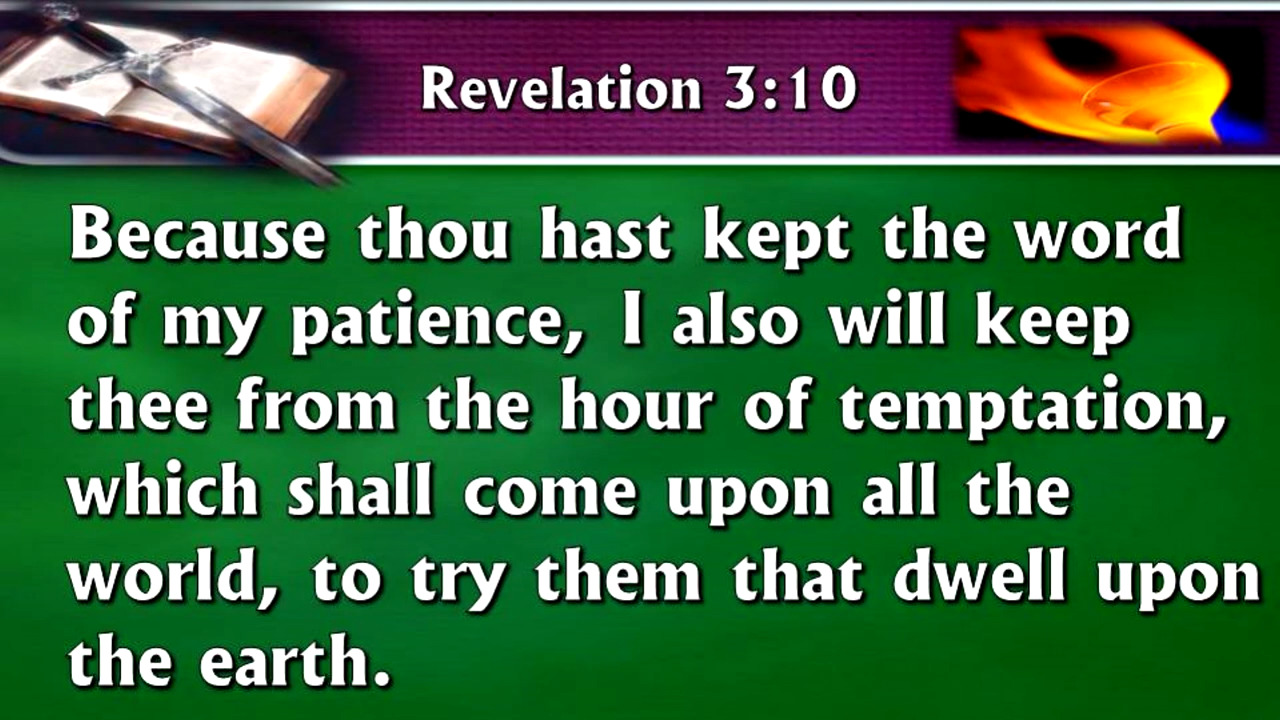 Revelation 3:10
Because thou hast kept the word
of my patience, I also will keep
thee from the hour of temptation,
which shall come upon all the
world, to try them that dwell upon
the earth.